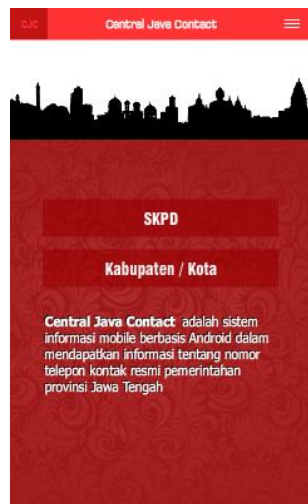 CJC
Central Java Contact
SKPD
Kabupaten / Kota
Central Java Contact adalah sistem
informasi mobile berbasis Android dalam
mendapatkan informasi tentang nomor
telepon kontak resmi pemerintahan
provinsi Jawa Tengah